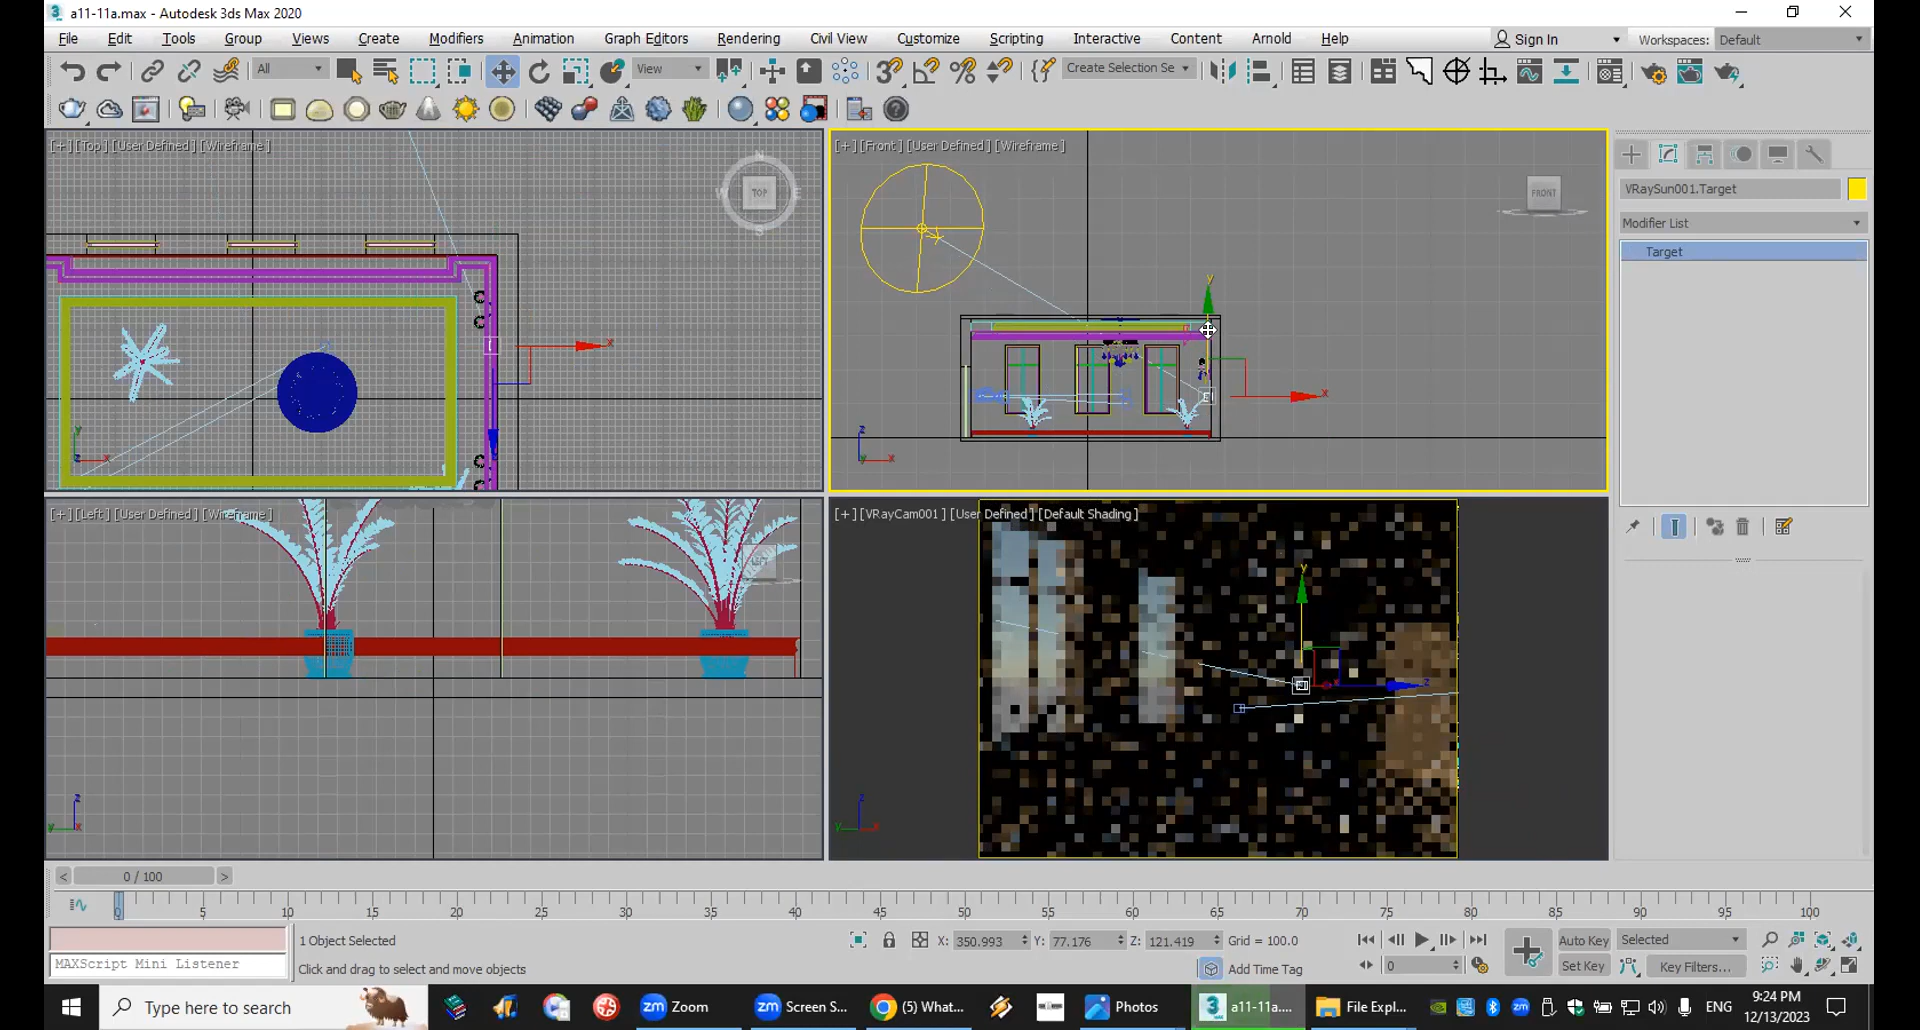 a11-11a.max - Autodesk 3ds Max 2020
File Edit Tools Group Views Create Modifiers Animation Graph Editors Rendering Civil View Customize Scripting Interactive Content Arnold Help Sign In Workspaces: Default
All View Create Selection Se
[+] [Top] [User Defined] [Wireframe]
N
W TOP E
S
[+] [Front] [User Defined] [Wireframe]
FRONT
VRaySun001.Target
Modifier List
Target
y
x
x
y
z x
z
y x
[+] [Left] [User Defined] [Wireframe]
[+] [VRayCam001] [User Defined] [Default Shading]
y
z
z
y x
z
y x
< 0 / 100 >
0 5 10 15 20 25 30 35 40 45 50 55 60 65 70 75 80 85 90 95 100
1 Object Selected
X: 350.993 Y: 77.176 Z: 121.419 Grid = 100.0
Auto Key Selected
MAXScript Mini Listener
Click and drag to select and move objects
Add Time Tag
0
Set Key Key Filters...
Type here to search
zm Zoom
zm Screen S...
(5) What...
Photos
3 MAX a11-11a....
File Expl...
zm
ENG
9:24 PM
12/13/2023